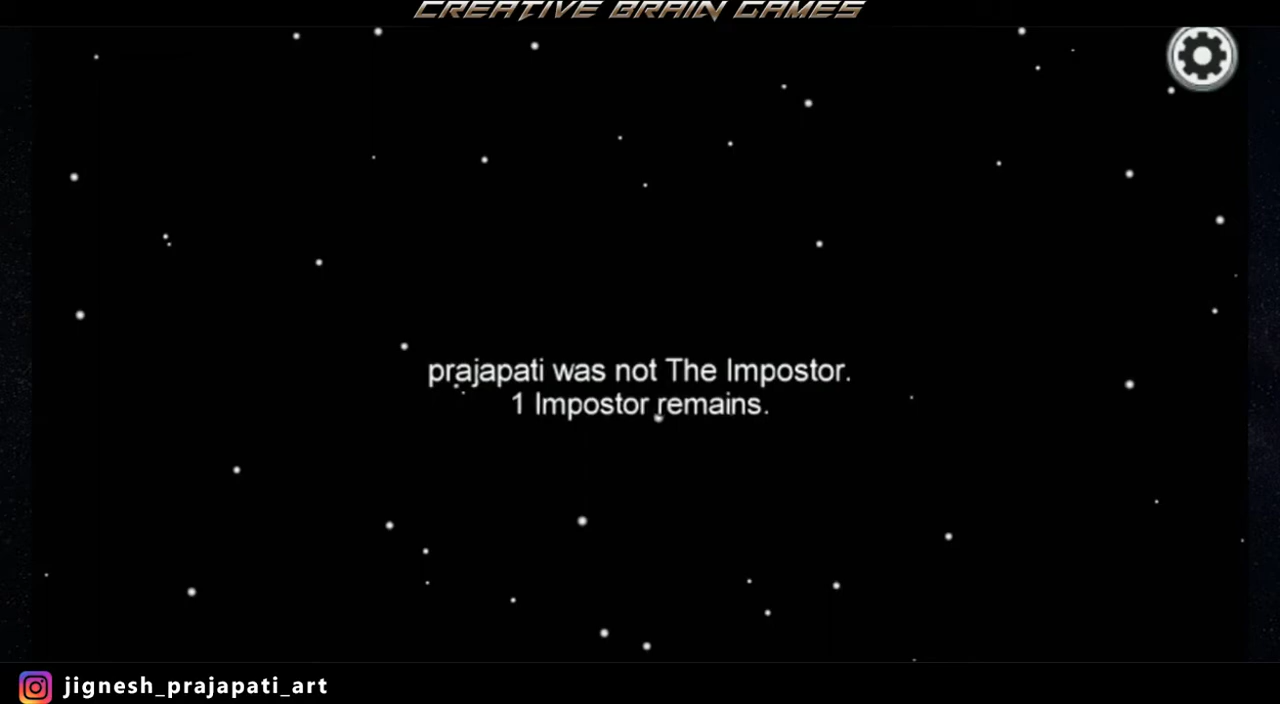 CREATIVE BRAIN GAMES
prajapati was not The Impostor.
1 Impostor remains.
jignesh_prajapati_art